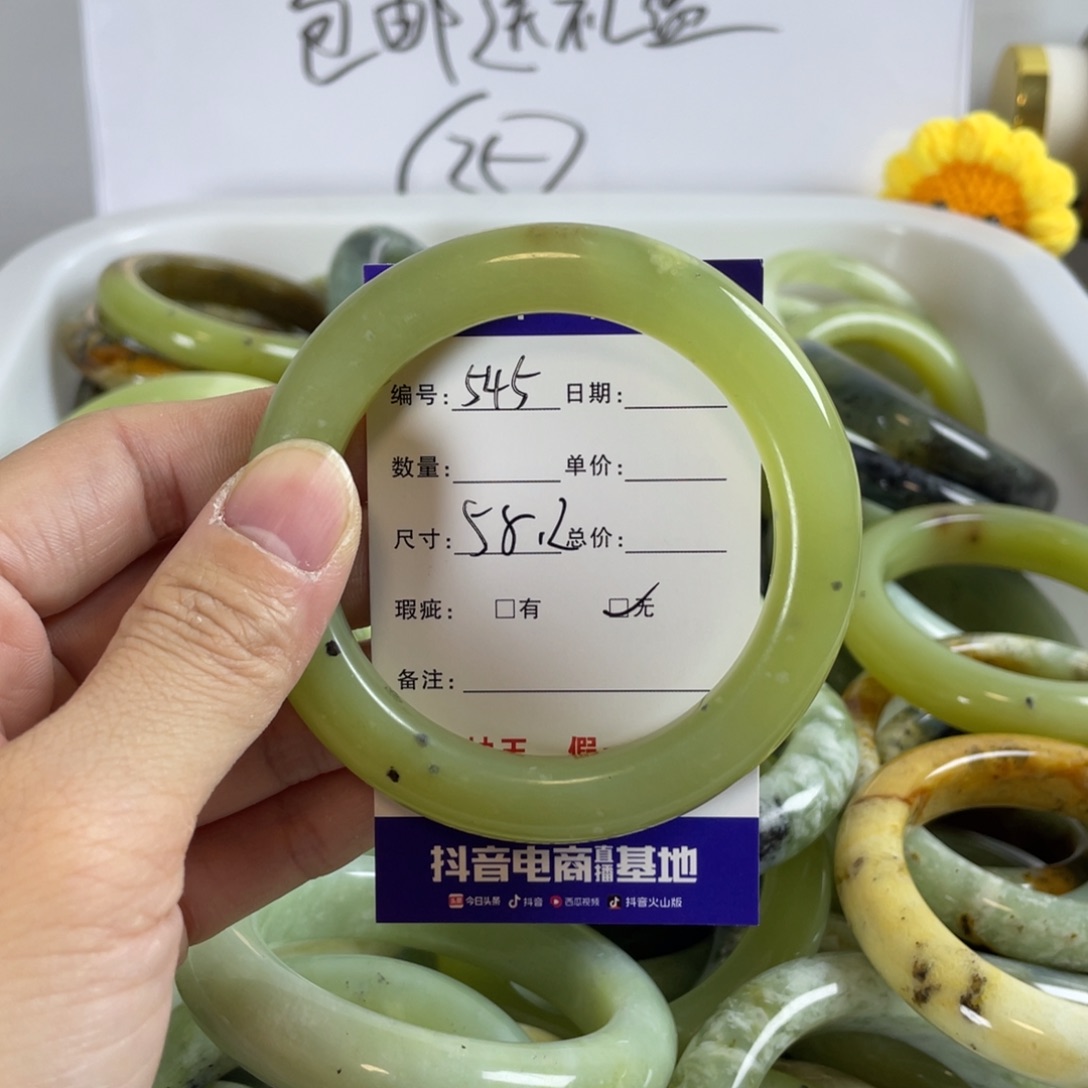 包邮送礼盒
编号: 545 日期:
数量: 单价:
尺寸: 58.2 总价:
瑕疵: □有 ☑无
备注:
假
抖音电商直播基地
今日头条 抖音 西瓜视频 抖音火山版